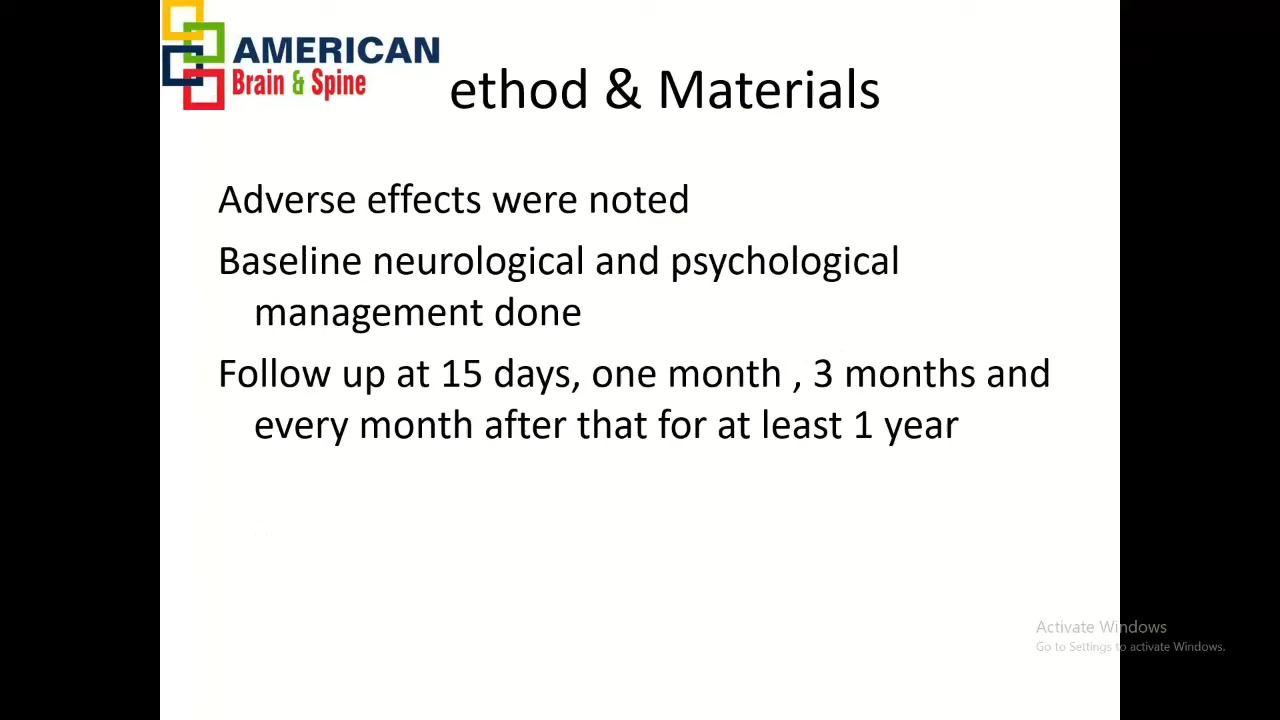 AMERICAN
Brain & Spine
ethod & Materials
Adverse effects were noted
Baseline neurological and psychological
management done
Follow up at 15 days, one month , 3 months and
every month after that for at least 1 year
Activate Windows
Go to Settings to activate Windows.